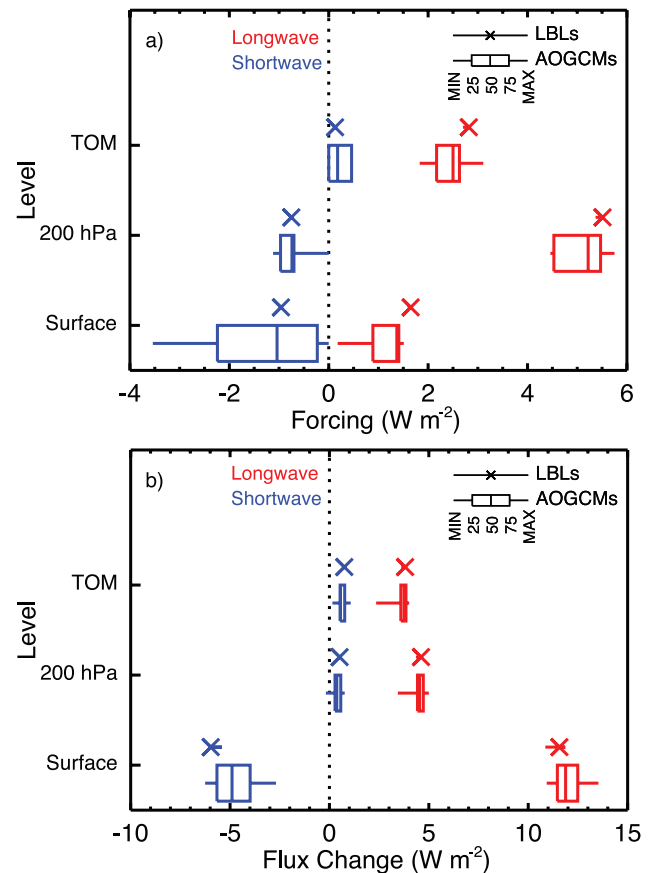 a)
Longwave
Shortwave
LBLs
AOGCMs
MIN
25
50
75
MAX
TOM
200 hPa
Surface
Level
-4 -2 0 2 4 6
Forcing (W m⁻²)
b)
Longwave
Shortwave
LBLs
AOGCMs
MIN
25
50
75
MAX
TOM
200 hPa
Surface
Level
-10 -5 0 5 10 15
Flux Change (W m⁻²)